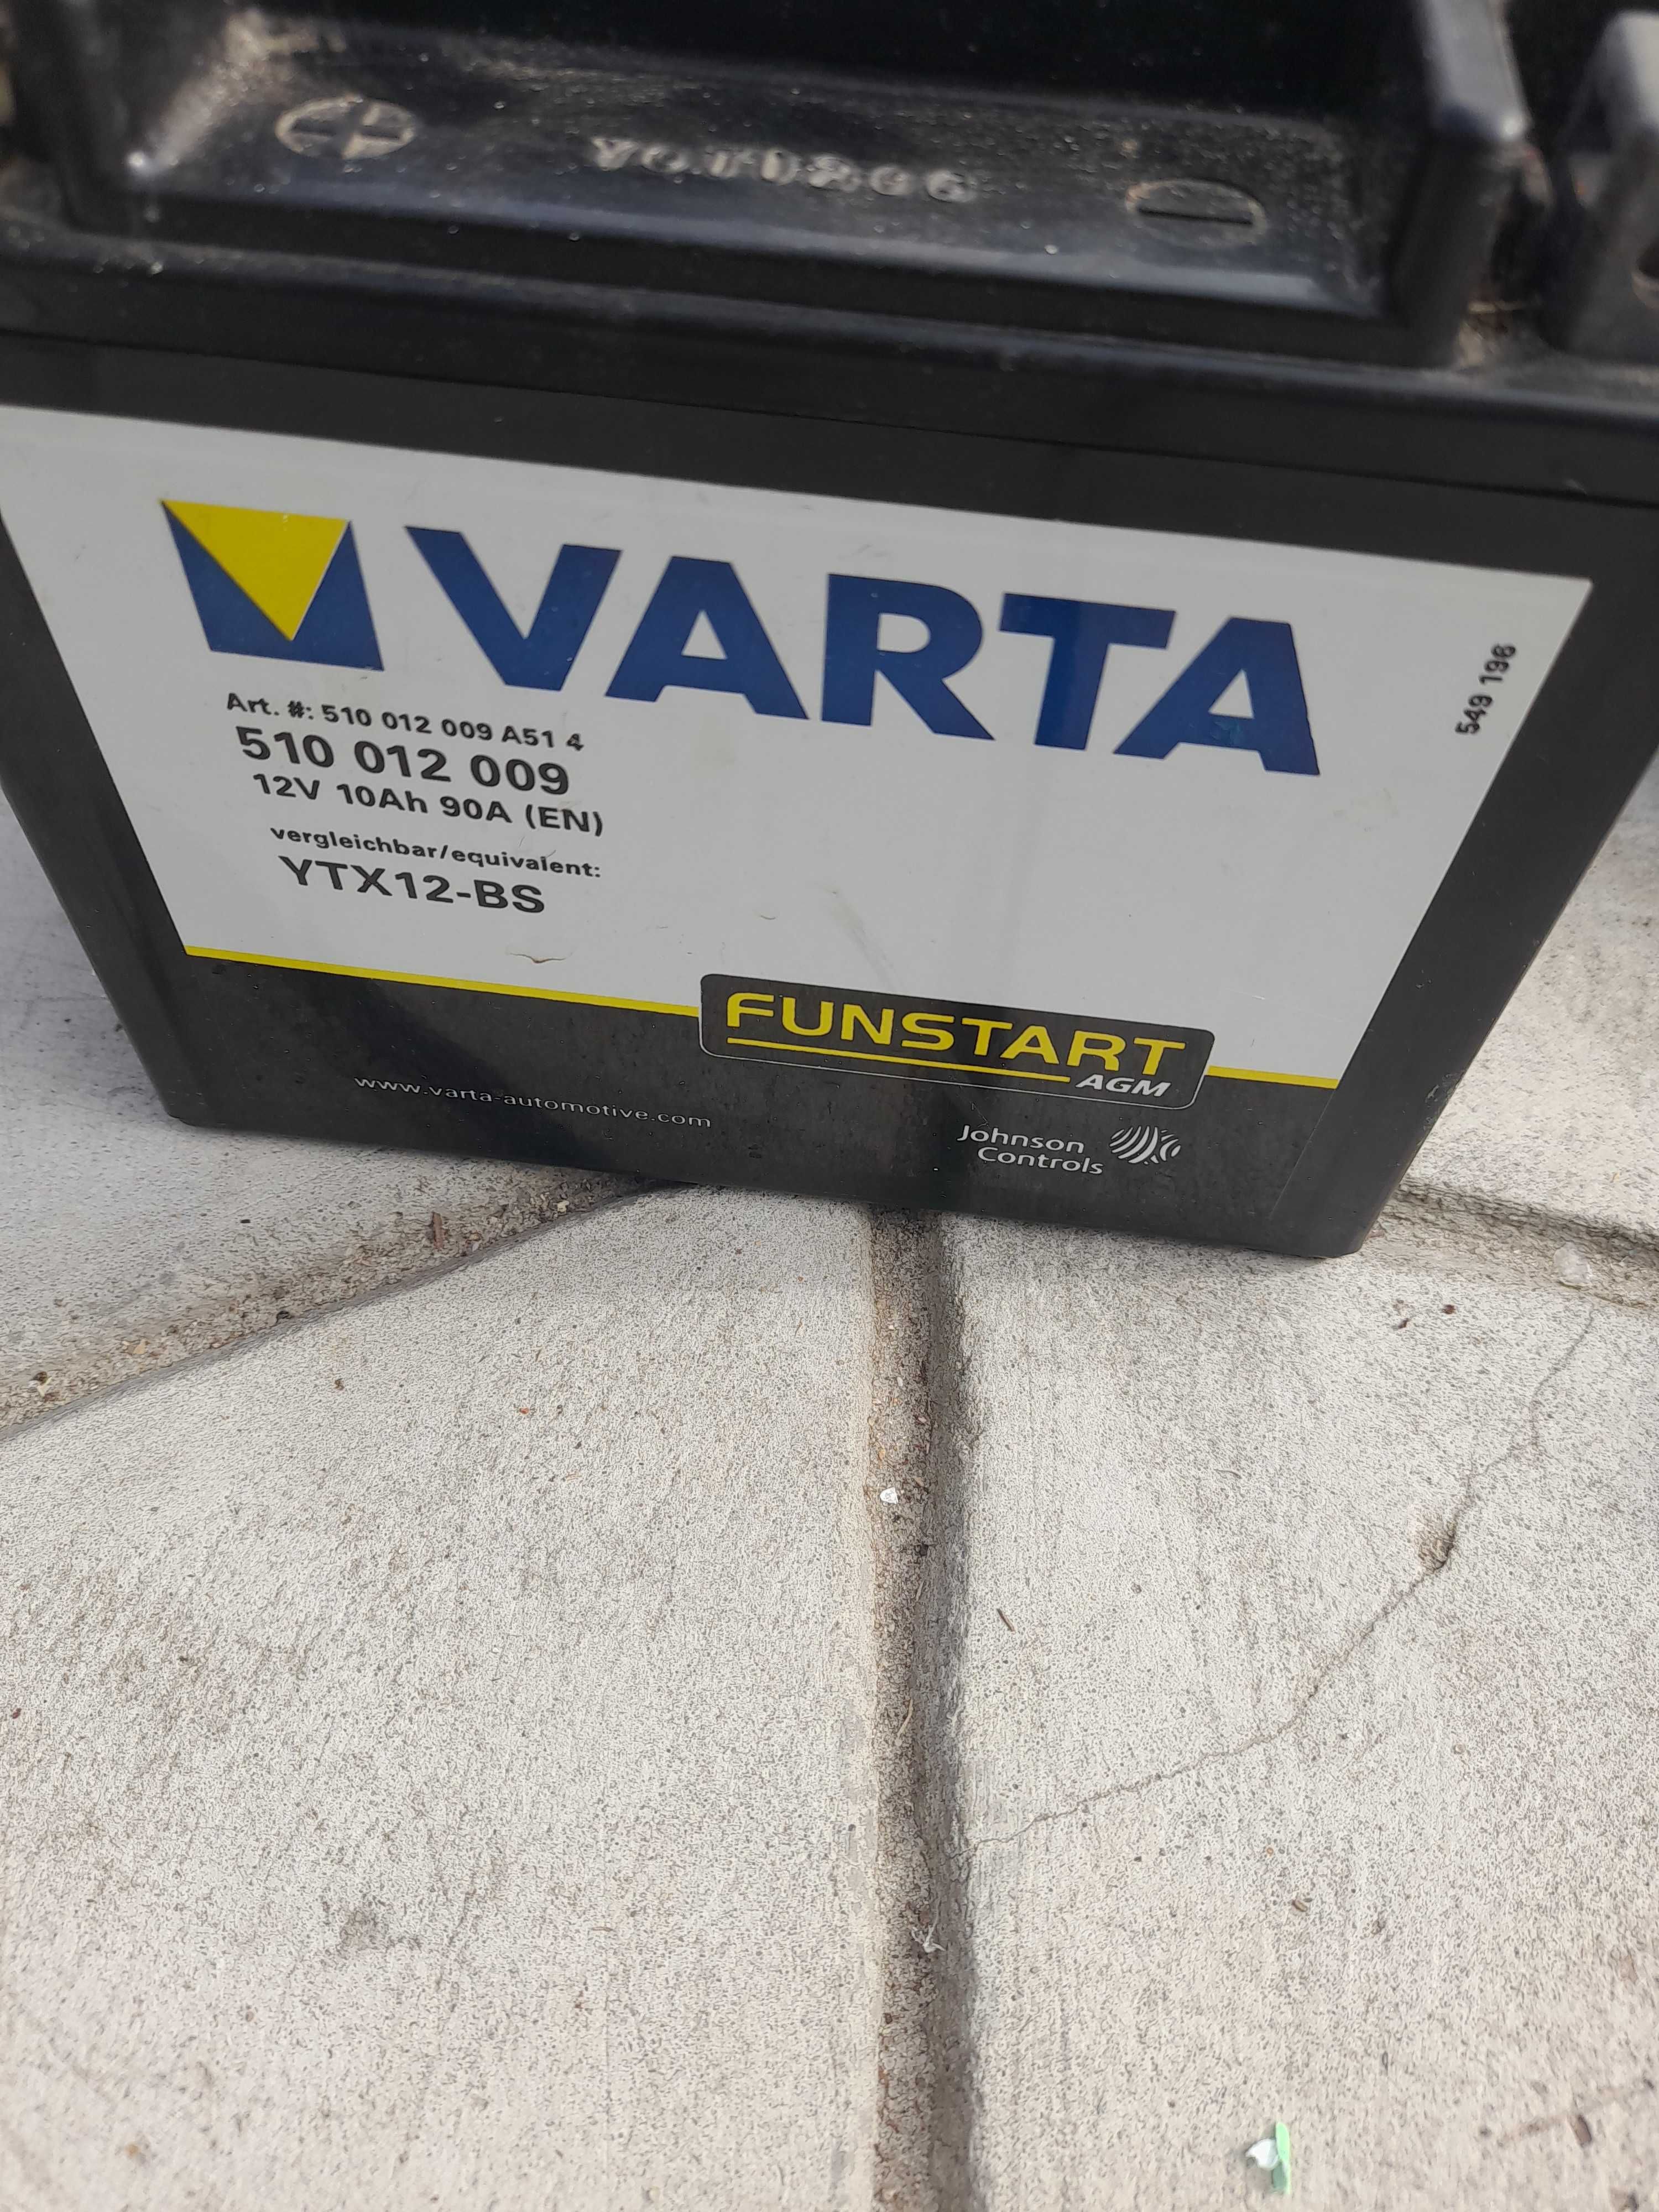 VARTA
549 196
Art. #: 510 012 009 A51 4
510 012 009
12V 10Ah 90A (EN)
vergleichbar/equivalent:
YTX12-BS
FUNSTART
AGM
www.varta-automotive.com
Johnson
Controls